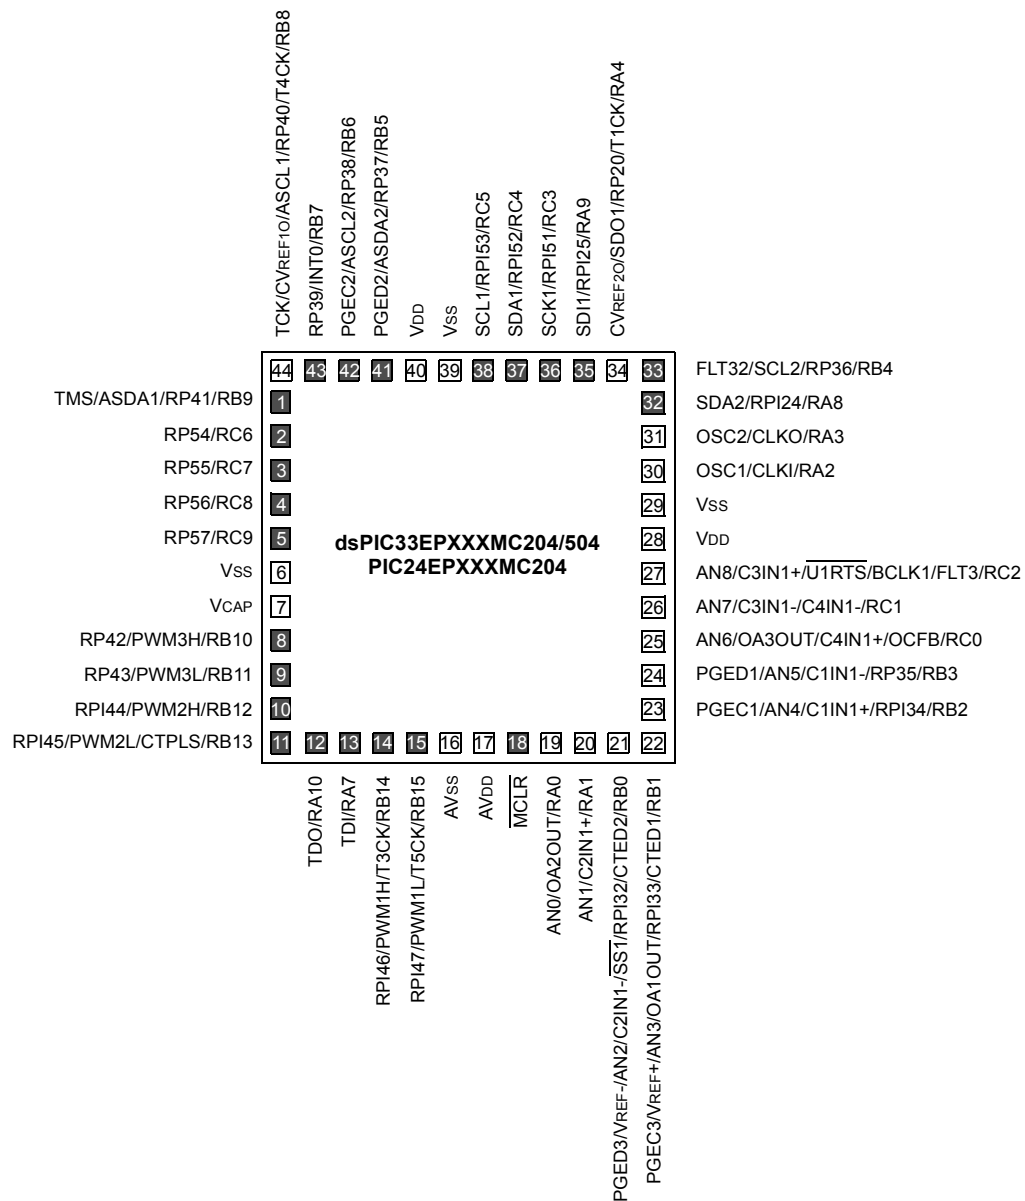 TCK/CVREF1O/ASCL1/RP40/T4CK/RB8
RP39/INT0/RB7
PGEC2/ASCL2/RP38/RB6
PGED2/ASDA2/RP37/RB5
VDD
VSS
SCL1/RPI53/RC5
SDA1/RPI52/RC4
SCK1/RPI51/RC3
SDI1/RPI25/RA9
CVREF2O/SDO1/RP20/T1CK/RA4
44 43 42 41 40 39 38 37 36 35 34 33 FLT32/SCL2/RP36/RB4
TMS/ASDA1/RP41/RB9 1 32 SDA2/RPI24/RA8
RP54/RC6 2 31 OSC2/CLKO/RA3
RP55/RC7 3 30 OSC1/CLKI/RA2
RP56/RC8 4 29 VSS
RP57/RC9 5 dsPIC33EPXXXMC204/504 28 VDD
PIC24EPXXXMC204
VSS 6 27 AN8/C3IN1+/U1RTS/BCLK1/FLT3/RC2
VCAP 7 26 AN7/C3IN1-/C4IN1-/RC1
RP42/PWM3H/RB10 8 25 AN6/OA3OUT/C4IN1+/OCFB/RC0
RP43/PWM3L/RB11 9 24 PGED1/AN5/C1IN1-/RP35/RB3
RPI44/PWM2H/RB12 10 23 PGEC1/AN4/C1IN1+/RPI34/RB2
RPI45/PWM2L/CTPLS/RB13 11 12 13 14 15 16 17 18 19 20 21 22
TDO/RA10
TDI/RA7
RPI46/PWM1H/T3CK/RB14
RPI47/PWM1L/T5CK/RB15
AVSS
AVDD
MCLR
AN0/OA2OUT/RA0
AN1/C2IN1+/RA1
PGED3/VREF-/AN2/C2IN1-/SS1/RPI32/CTED2/RB0
PGEC3/VREF+/AN3/OA1OUT/RPI33/CTED1/RB1